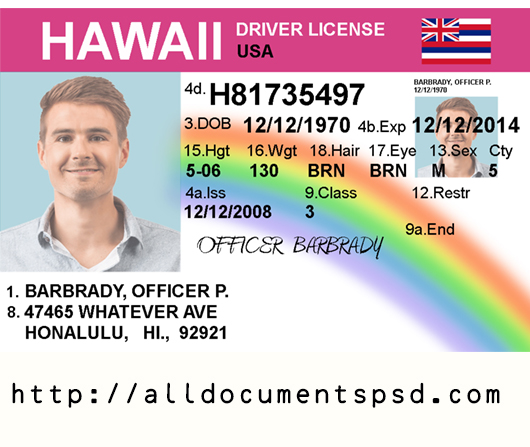 HAWAII DRIVER LICENSE
USA
BARBRADY, OFFICER P.
12/12/1970
4d. H81735497
3.DOB 12/12/1970 4b.Exp 12/12/2014
15.Hgt 16.Wgt 18.Hair 17.Eye 13.Sex Cty
5-06 130 BRN BRN M 5
4a.Iss 9.Class 12.Restr
12/12/2008 3
9a.End
OFFICER BARBRADY
1. BARBRADY, OFFICER P.
8. 47465 WHATEVER AVE
HONALULU, HI., 92921
http://alldocumentspsd.com